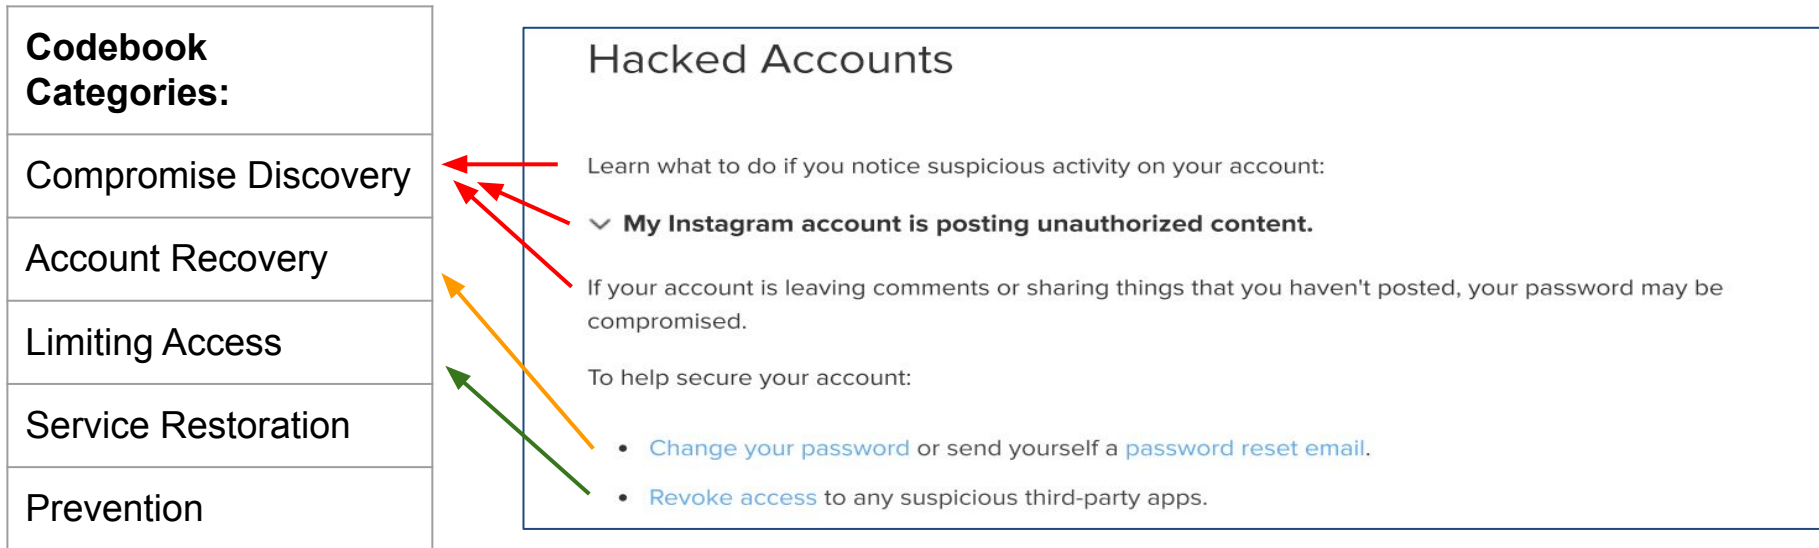 Codebook
Categories:
Compromise Discovery
Account Recovery
Limiting Access
Service Restoration
Prevention
Hacked Accounts
Learn what to do if you notice suspicious activity on your account:
My Instagram account is posting unauthorized content.
If your account is leaving comments or sharing things that you haven't posted, your password may be
compromised.
To help secure your account:
• Change your password or send yourself a password reset email.
• Revoke access to any suspicious third-party apps.